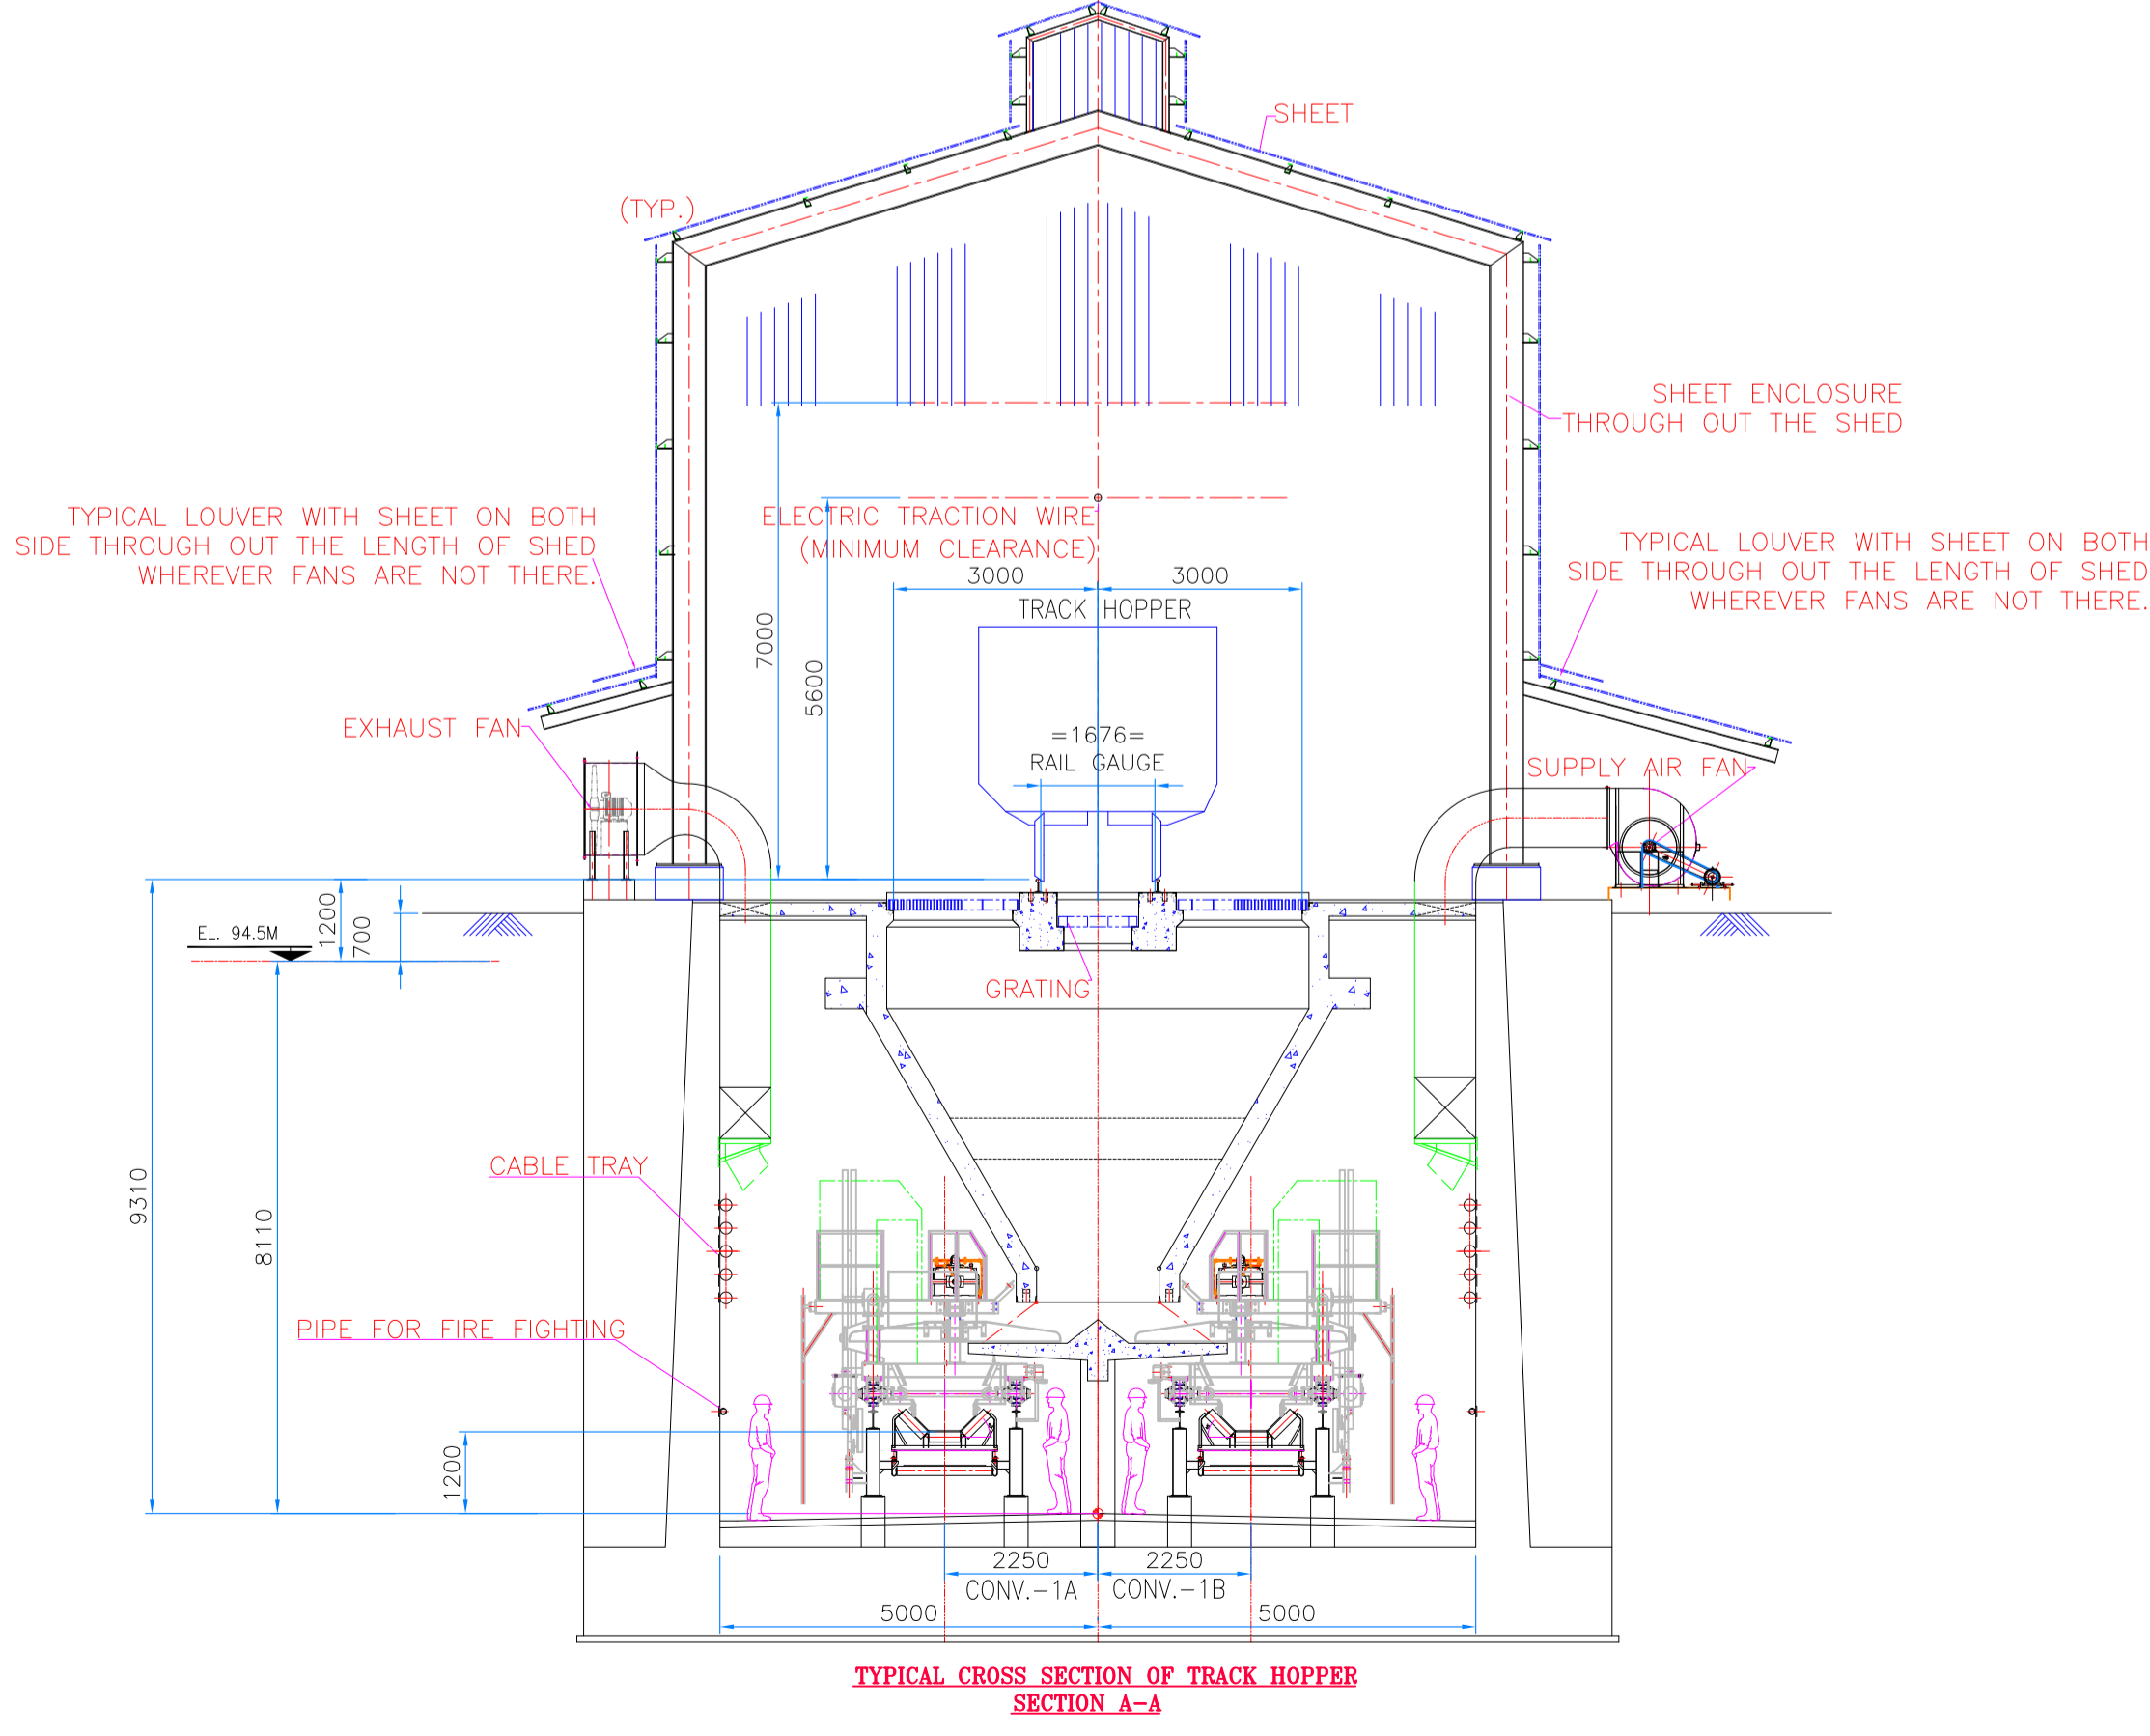 SHEET
(TYP.)
SHEET ENCLOSURE
THROUGH OUT THE SHED
TYPICAL LOUVER WITH SHEET ON BOTH
SIDE THROUGH OUT THE LENGTH OF SHED
WHEREVER FANS ARE NOT THERE.
ELECTRIC TRACTION WIRE
(MINIMUM CLEARANCE)
TYPICAL LOUVER WITH SHEET ON BOTH
SIDE THROUGH OUT THE LENGTH OF SHED
WHEREVER FANS ARE NOT THERE.
3000
3000
TRACK HOPPER
7000
5600
EXHAUST FAN
=1676=
RAIL GAUGE
SUPPLY AIR FAN
EL. 94.5M
1200
700
GRATING
CABLE TRAY
9310
8110
PIPE FOR FIRE FIGHTING
1200
2250
2250
CONV.-1A
CONV.-1B
5000
5000
TYPICAL CROSS SECTION OF TRACK HOPPER
SECTION A-A